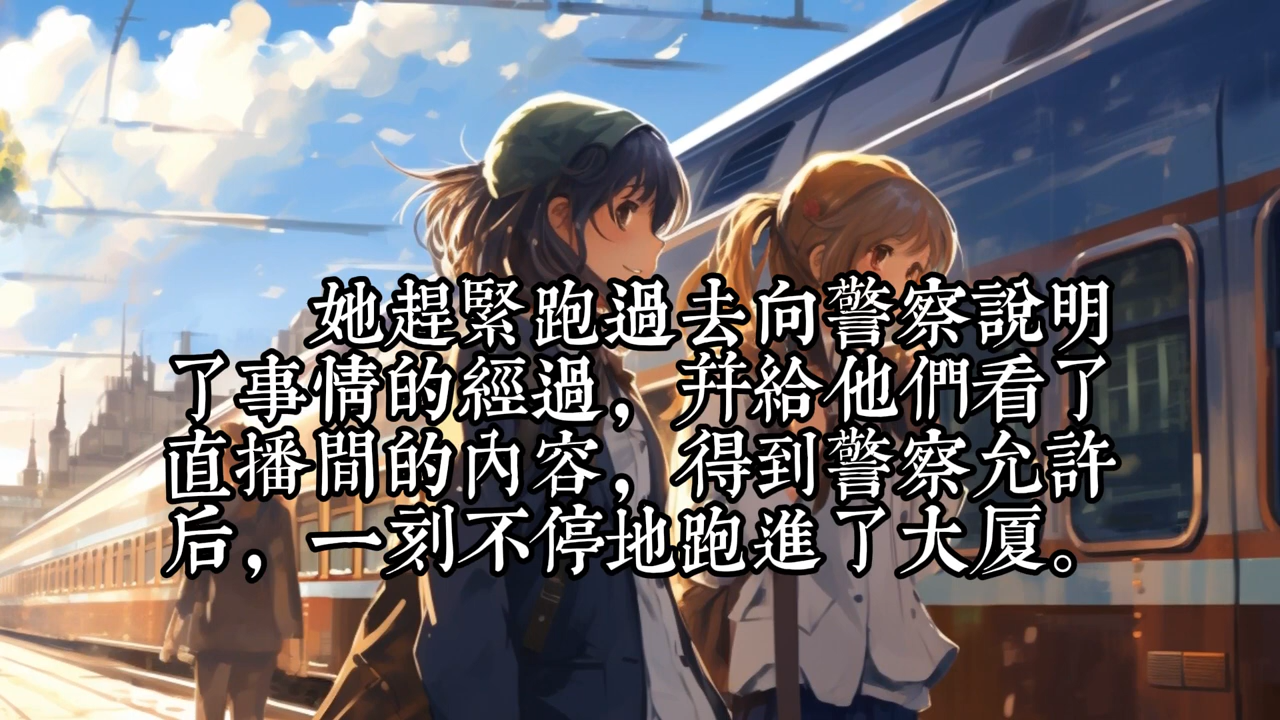 她趕緊跑過去向警察說明
了事情的經過，幷給他們看了
直播間的內容，得到警察允許
后，一刻不停地跑進了大厦。